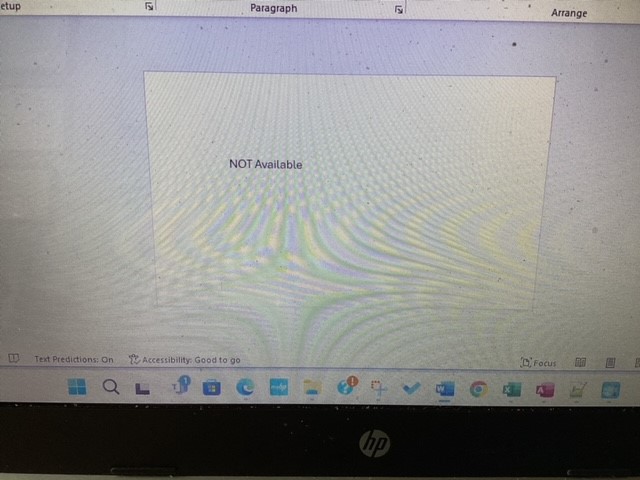 etup Paragraph Arrange
NOT Available
Text Predictions: On Accessibility: Good to go Focus
hp